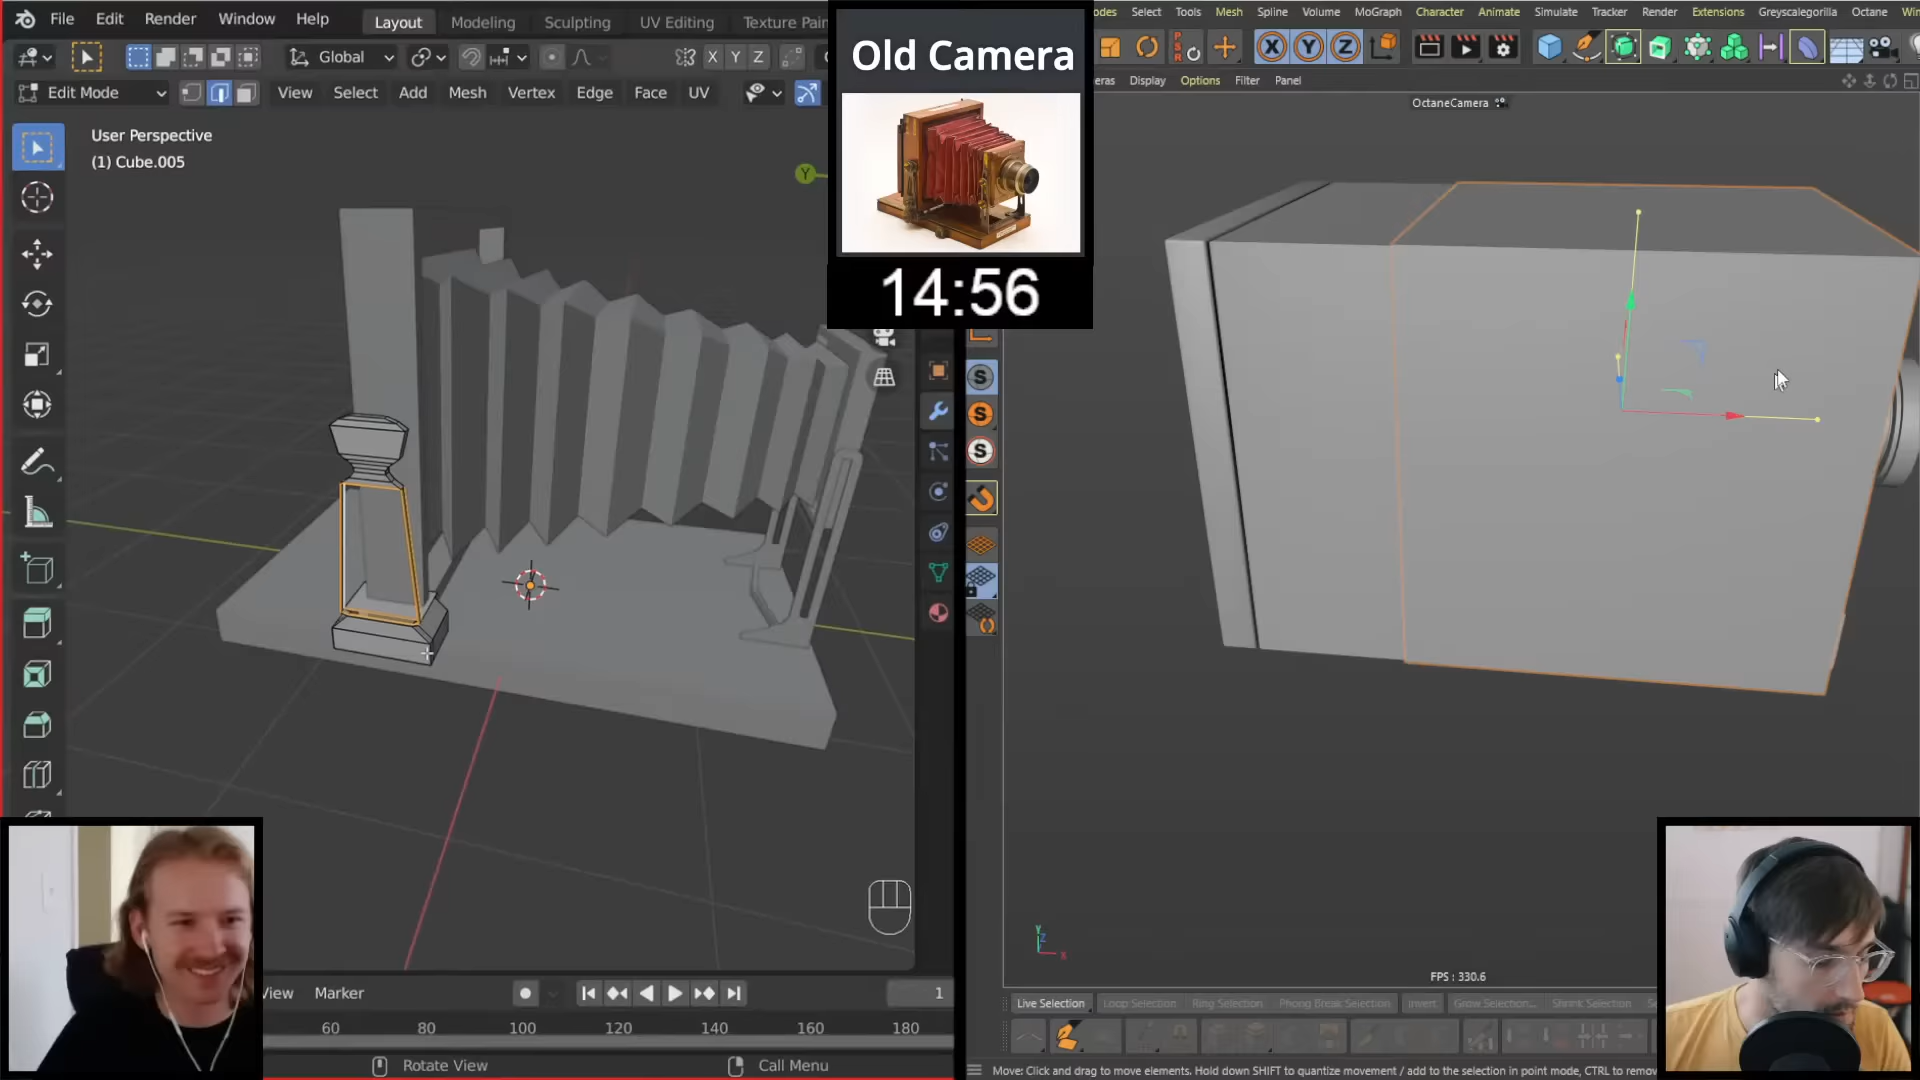 File Edit Render Window Help
Layout Modeling Sculpting UV Editing Texture Pain
Global
X Y Z
Edit Mode
View Select Add Mesh Vertex Edge Face UV
User Perspective
(1) Cube.005
Y
Old Camera
14:56
Select Tools Mesh Spline Volume MoGraph Character Animate Simulate Tracker Render Extensions Greyscalegorilla Octane
PSR
X Y Z
Display Options Filter Panel
OctaneCamera
S
S
S
Y
Z
X
FPS : 330.6
View Marker
1
60 80 100 120 140 160 180
Rotate View Call Menu
Live Selection Loop Selection Ring Selection Phong Break Selection Invert Grow Selection... Shrink Selection
Move: Click and drag to move elements. Hold down SHIFT to quantize movement / add to the selection in point mode, CTRL to remov